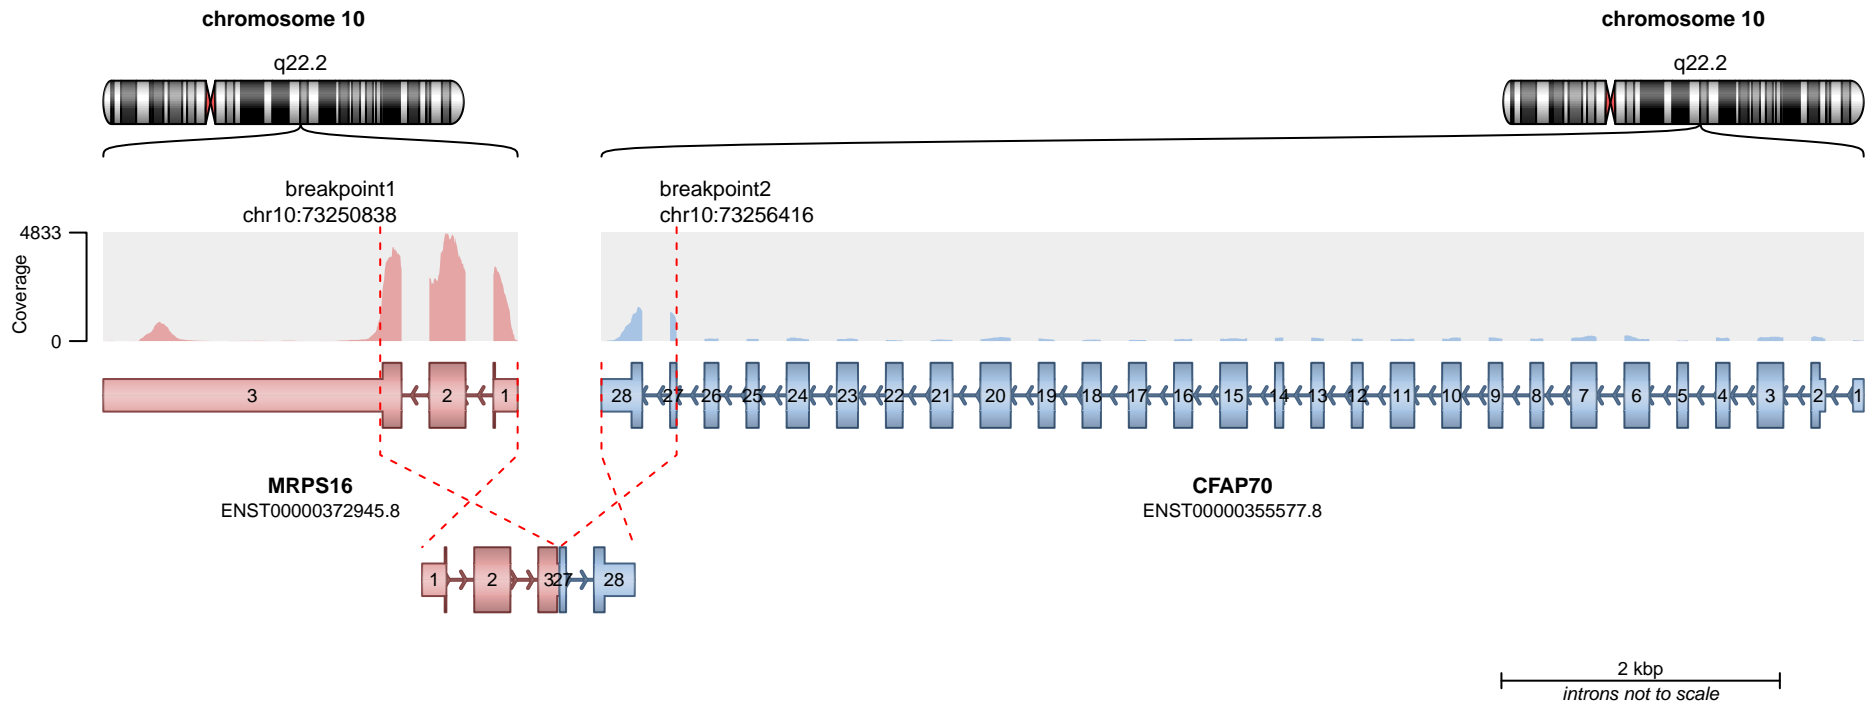 chromosome 10
chromosome 10
q22.2
q22.2
breakpoint1
chr10:73250838
breakpoint2
chr10:73256416
4833
Coverage
0
3 2 1
28 27 26 25 24 23 22 21 20 19 18 17 16 15 14 13 12 11 10 9 8 7 6 5 4 3 2 1
MRPS16
ENST00000372945.8
CFAP70
ENST00000355577.8
1 2 3 27 28
2 kbp
introns not to scale